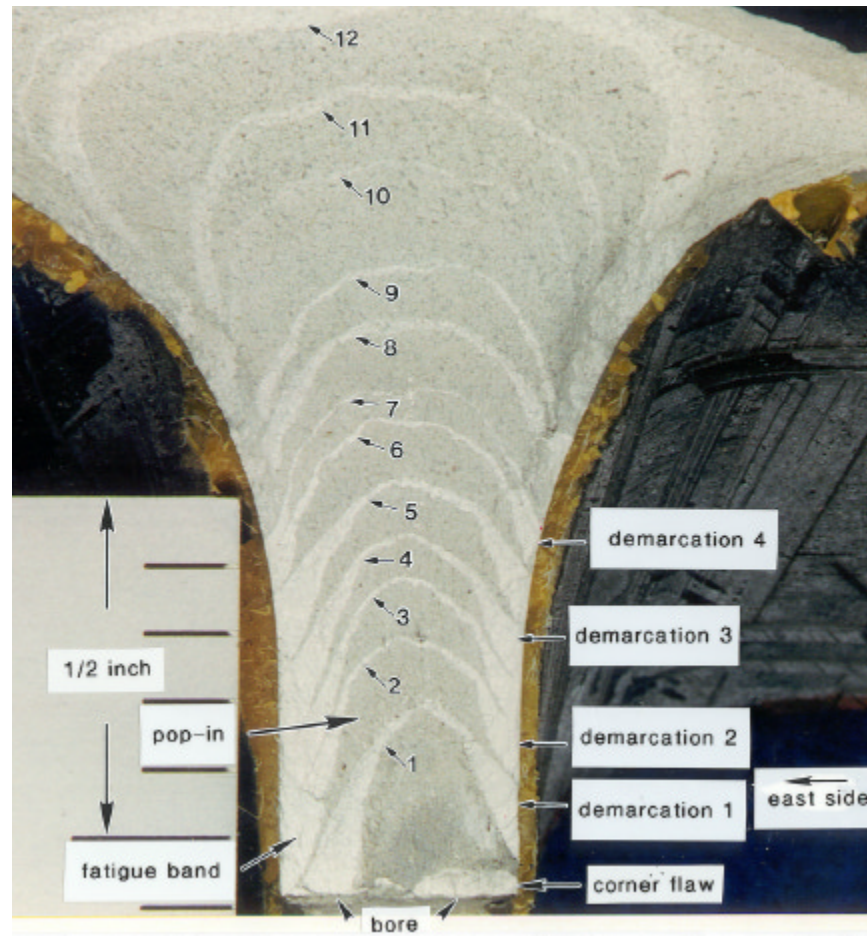 12
11
10
9
8
7
6
5
4
3
2
1
demarcation 4
demarcation 3
1/2 inch
pop-in
demarcation 2
demarcation 1
east side
fatigue band
corner flaw
bore